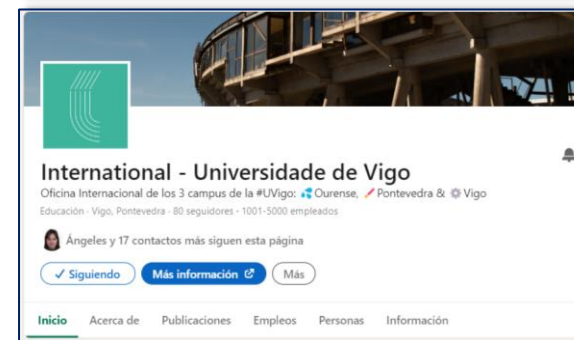 International - Universidade de Vigo
Oficina Internacional de los 3 campus de la #UVigo: 💦 Ourense, 🖍 Pontevedra & ⚙ Vigo
Educación · Vigo, Pontevedra · 80 seguidores · 1001-5000 empleados
Ángeles y 17 contactos más siguen esta página
✓ Siguiendo Más información Más
Inicio Acerca de Publicaciones Empleos Personas Información